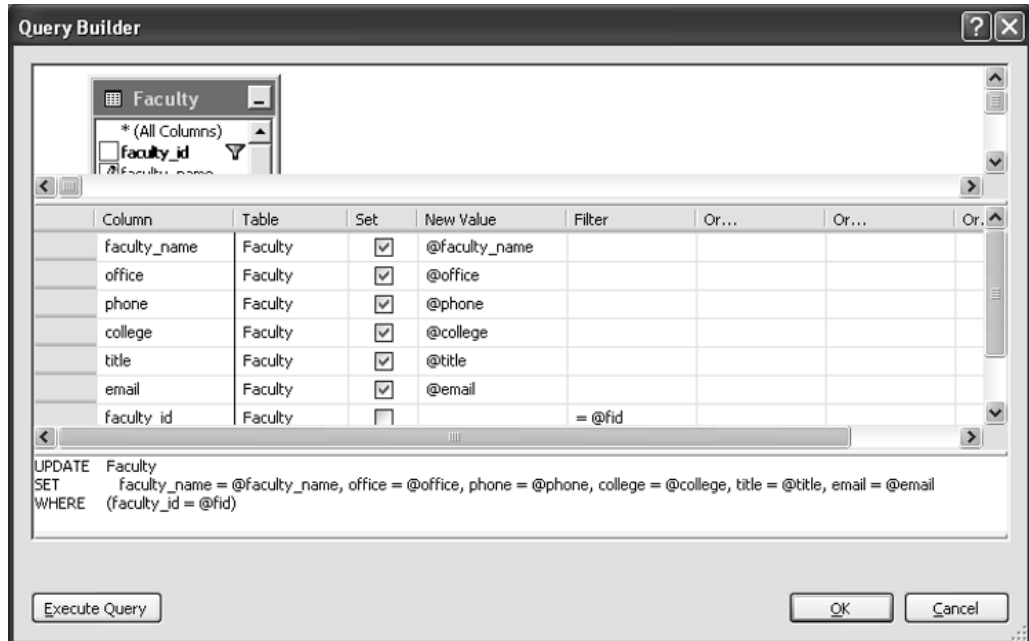 Query Builder
Faculty
* (All Columns)
faculty_id
faculty_name
Column Table Set New Value Filter Or... Or... Or.
faculty_name Faculty @faculty_name
office Faculty @office
phone Faculty @phone
college Faculty @college
title Faculty @title
email Faculty @email
faculty_id Faculty = @fid
UPDATE Faculty
SET faculty_name = @faculty_name, office = @office, phone = @phone, college = @college, title = @title, email = @email
WHERE (faculty_id = @fid)
Execute Query OK Cancel